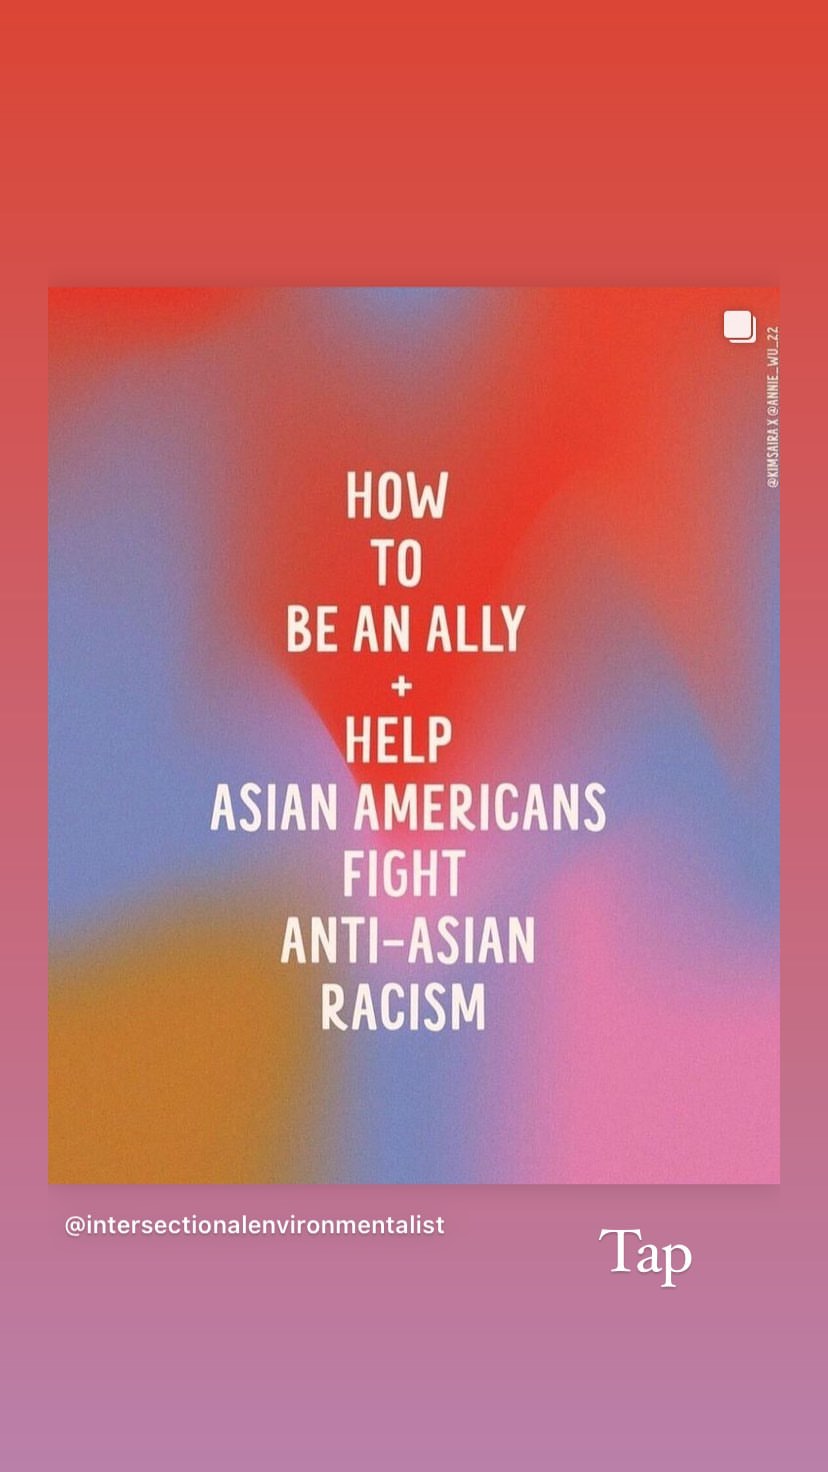 @KIMSAIRA X @ANNIE_WU_22
HOW
TO
BE AN ALLY
+
HELP
ASIAN AMERICANS
FIGHT
ANTI-ASIAN
RACISM
@intersectionalenvironmentalist
Tap